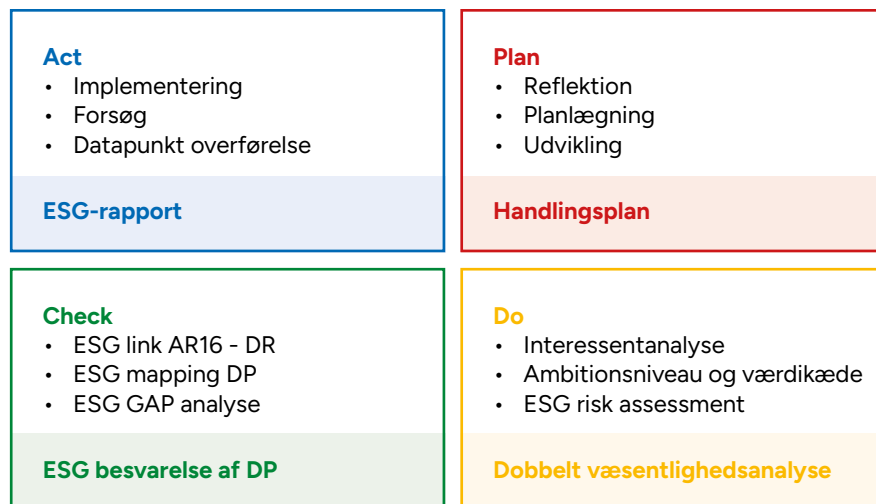 Act
• Implementering
• Forsøg
• Datapunkt overførelse
ESG-rapport
Plan
• Reflektion
• Planlægning
• Udvikling
Handlingsplan
Check
• ESG link AR16 - DR
• ESG mapping DP
• ESG GAP analyse
ESG besvarelse af DP
Do
• Interessentanalyse
• Ambitionsniveau og værdikæde
• ESG risk assessment
Dobbelt væsentlighedsanalyse